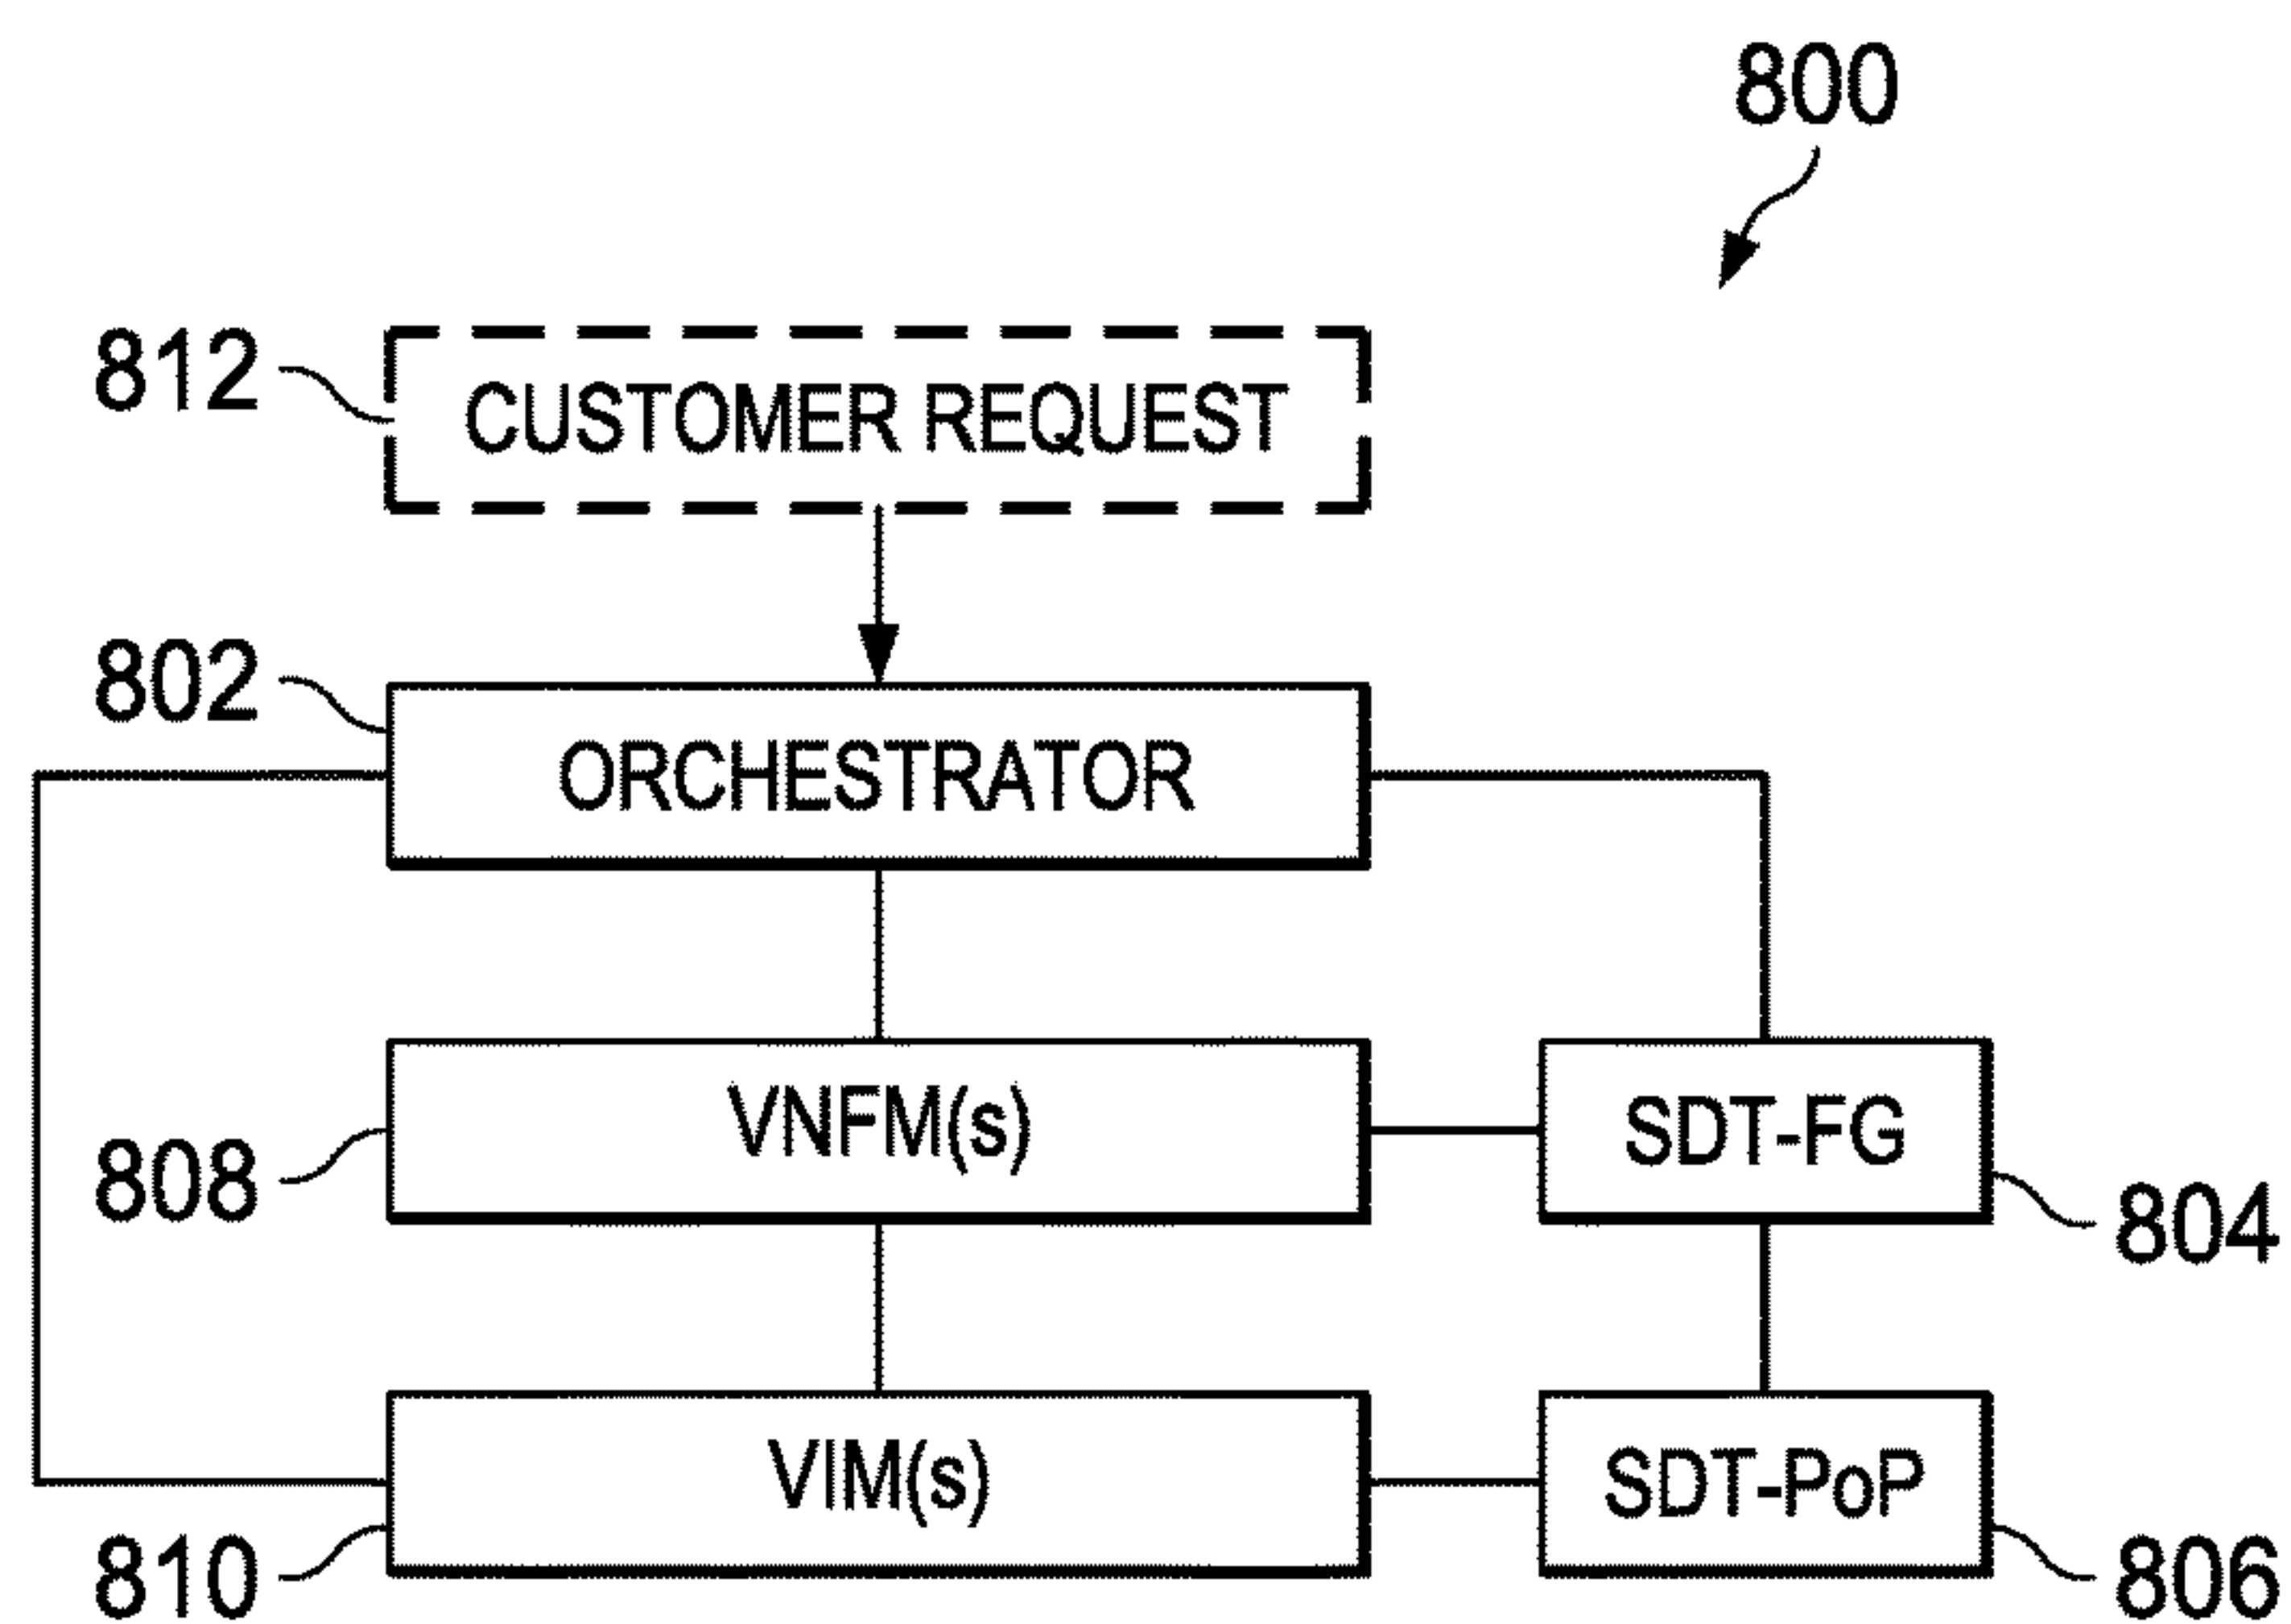 800
812
CUSTOMER REQUEST
802
ORCHESTRATOR
808
VNFM(s)
SDT-FG
804
810
VIM(s)
SDT-PoP
806